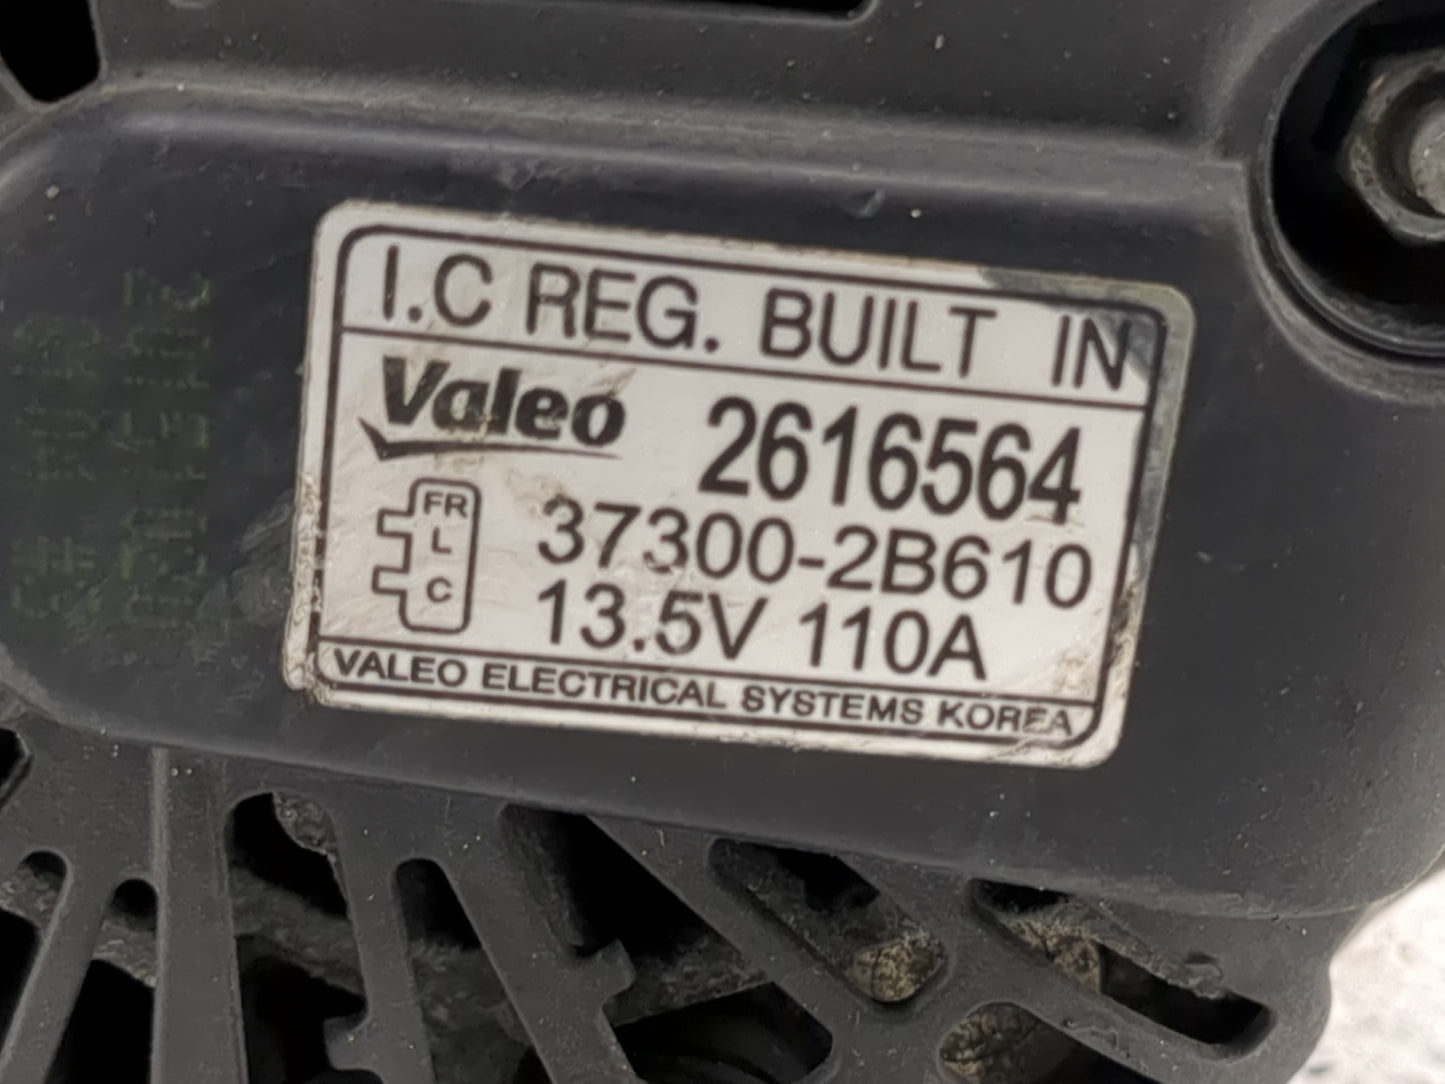 I.C REG. BUILT IN
Valeo 2616564
FR
L
C
37300-2B610
13.5V 110A
VALEO ELECTRICAL SYSTEMS KOREA